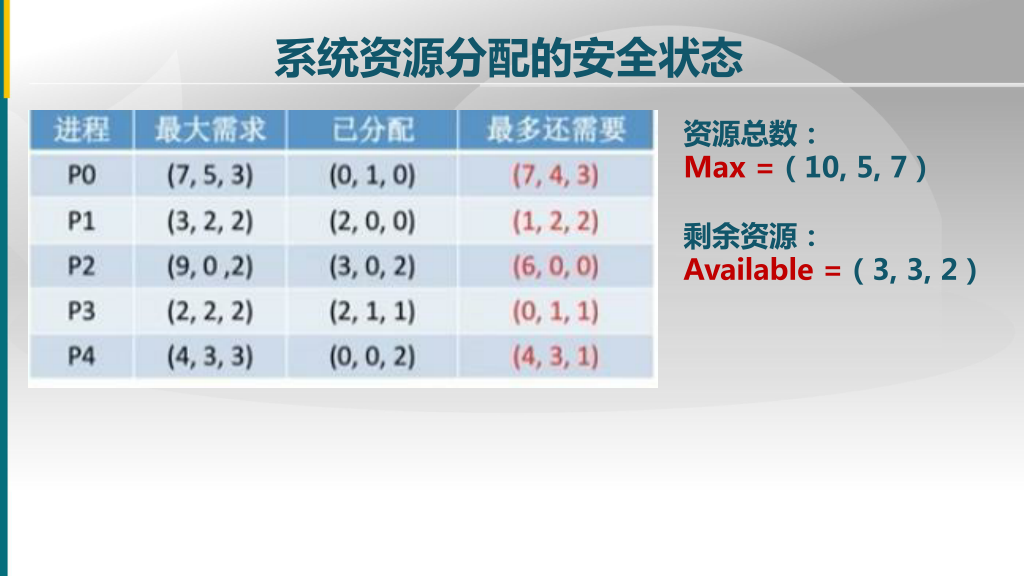 系统资源分配的安全状态
进程 最大需求 已分配 最多还需要
P0 (7, 5, 3) (0, 1, 0) (7, 4, 3)
P1 (3, 2, 2) (2, 0, 0) (1, 2, 2)
P2 (9, 0 ,2) (3, 0, 2) (6, 0, 0)
P3 (2, 2, 2) (2, 1, 1) (0, 1, 1)
P4 (4, 3, 3) (0, 0, 2) (4, 3, 1)
资源总数：
Max = ( 10, 5, 7 )
剩余资源：
Available = ( 3, 3, 2 )